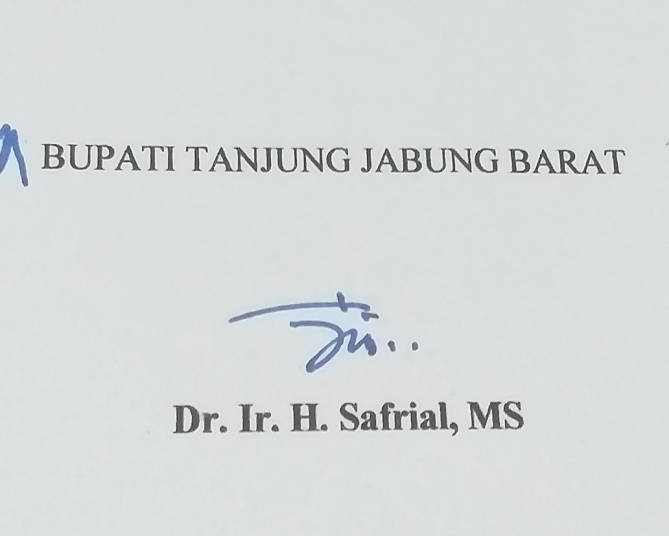 BUPATI TANJUNG JABUNG BARAT
Dr. Ir. H. Safrial, MS